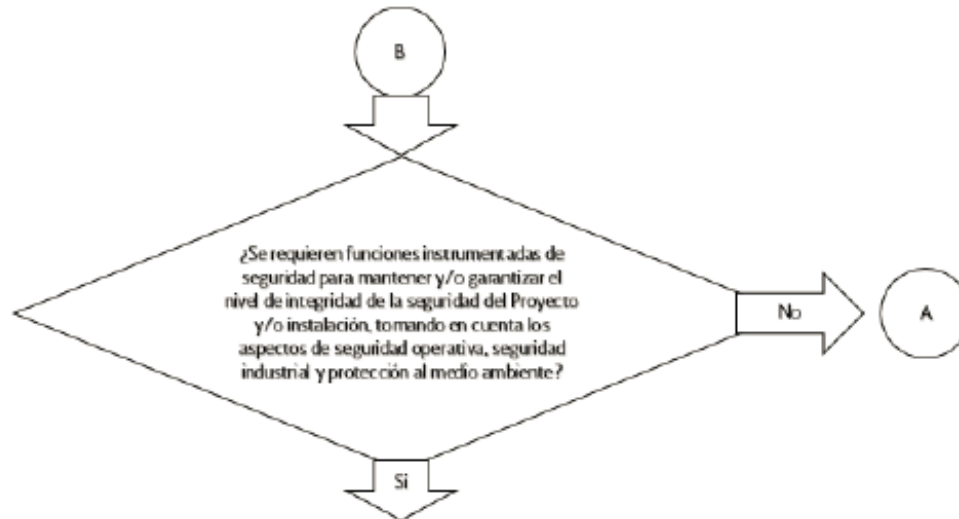 B
¿Se requieren funciones instrumentadas de
seguridad para mantener y/o garantizar el
nivel de integridad de la seguridad del Proyecto
y/o instalación, tomando en cuenta los
aspectos de seguridad operativa, seguridad
industrial y protección al medio ambiente?
No
A
Si